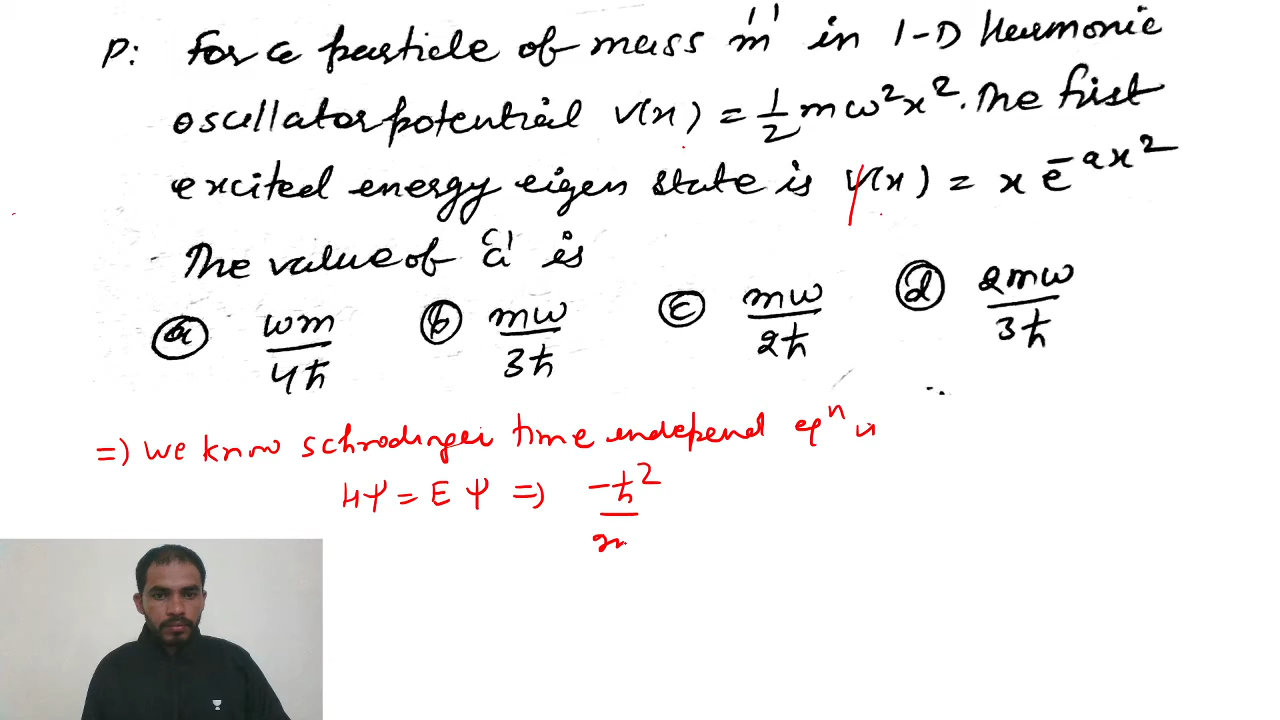 P: For a particle of mass 'm' in 1-D Harmonic
oscillator potential V(x) = 1/2 mω²x². The first
excited energy eigen state is ψ(x) = x e^{-ax²}
The value of 'a' is
(a) ωm/4ħ (b) mω/3ħ (c) mω/2ħ (d) 2mω/3ħ
=> We know schrodinger time independ eqⁿ is
Hψ = E ψ => -ħ²/2m